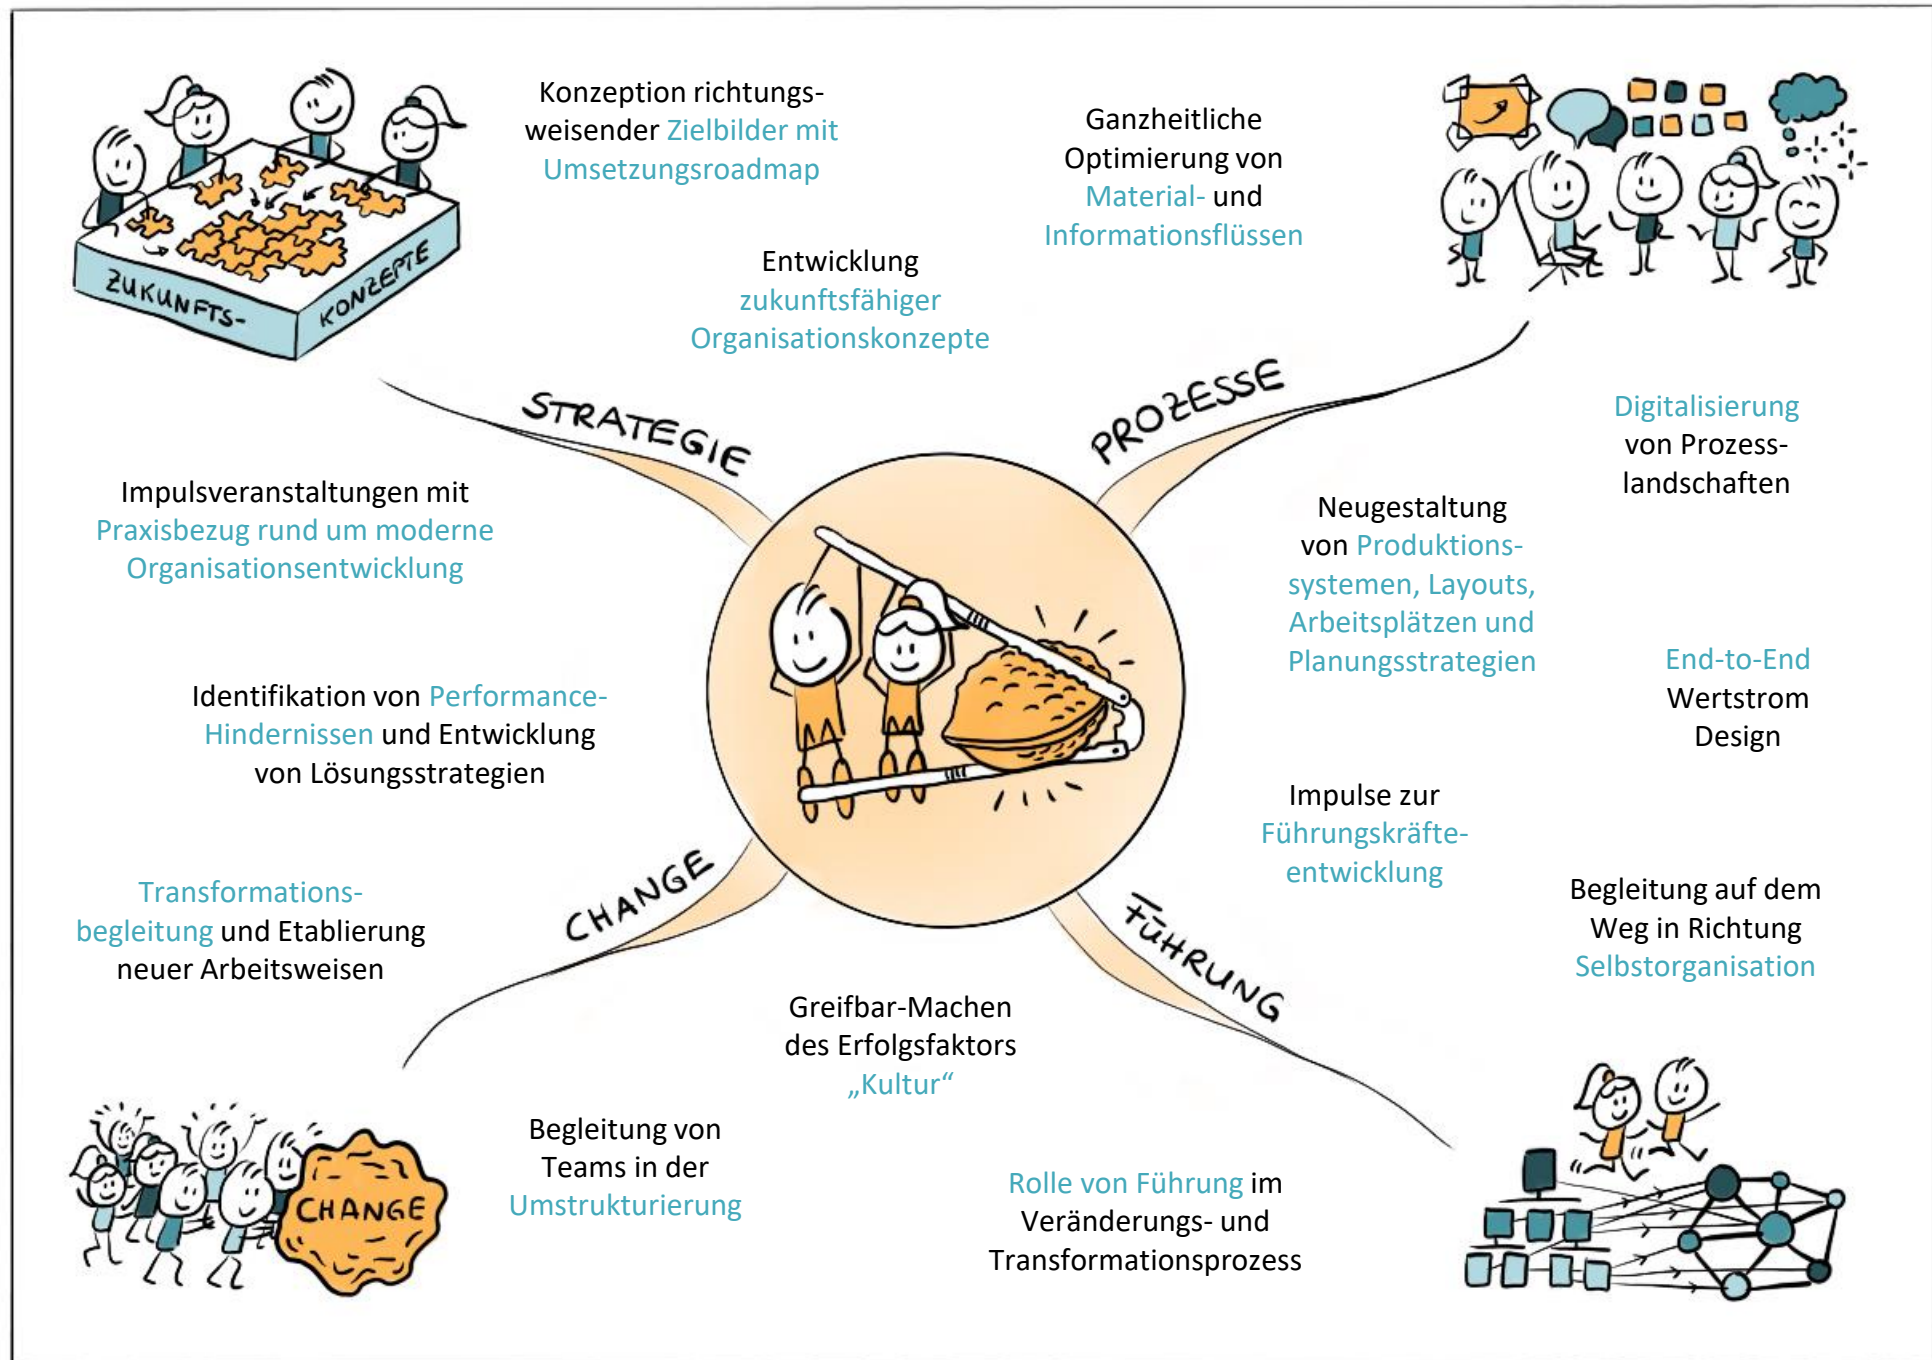 Konzeption richtungs-
weisender Zielbilder mit
Umsetzungsroadmap
Ganzheitliche
Optimierung von
Material- und
Informationsflüssen
ZUKUNFTS-
KONZEPTE
Entwicklung
zukunftsfähiger
Organisationskonzepte
STRATEGIE
PROZESSE
Digitalisierung
von Prozess-
landschaften
Impulsveranstaltungen mit
Praxisbezug rund um moderne
Organisationsentwicklung
Neugestaltung
von Produktions-
systemen, Layouts,
Arbeitsplätzen und
Planungsstrategien
Identifikation von Performance-
Hindernissen und Entwicklung
von Lösungsstrategien
End-to-End
Wertstrom
Design
Impulse zur
Führungskräfte-
entwicklung
CHANGE
FÜHRUNG
Transformations-
begleitung und Etablierung
neuer Arbeitsweisen
Begleitung auf dem
Weg in Richtung
Selbstorganisation
Greifbar-Machen
des Erfolgsfaktors
„Kultur“
Begleitung von
Teams in der
Umstrukturierung
CHANGE
Rolle von Führung im
Veränderungs- und
Transformationsprozess